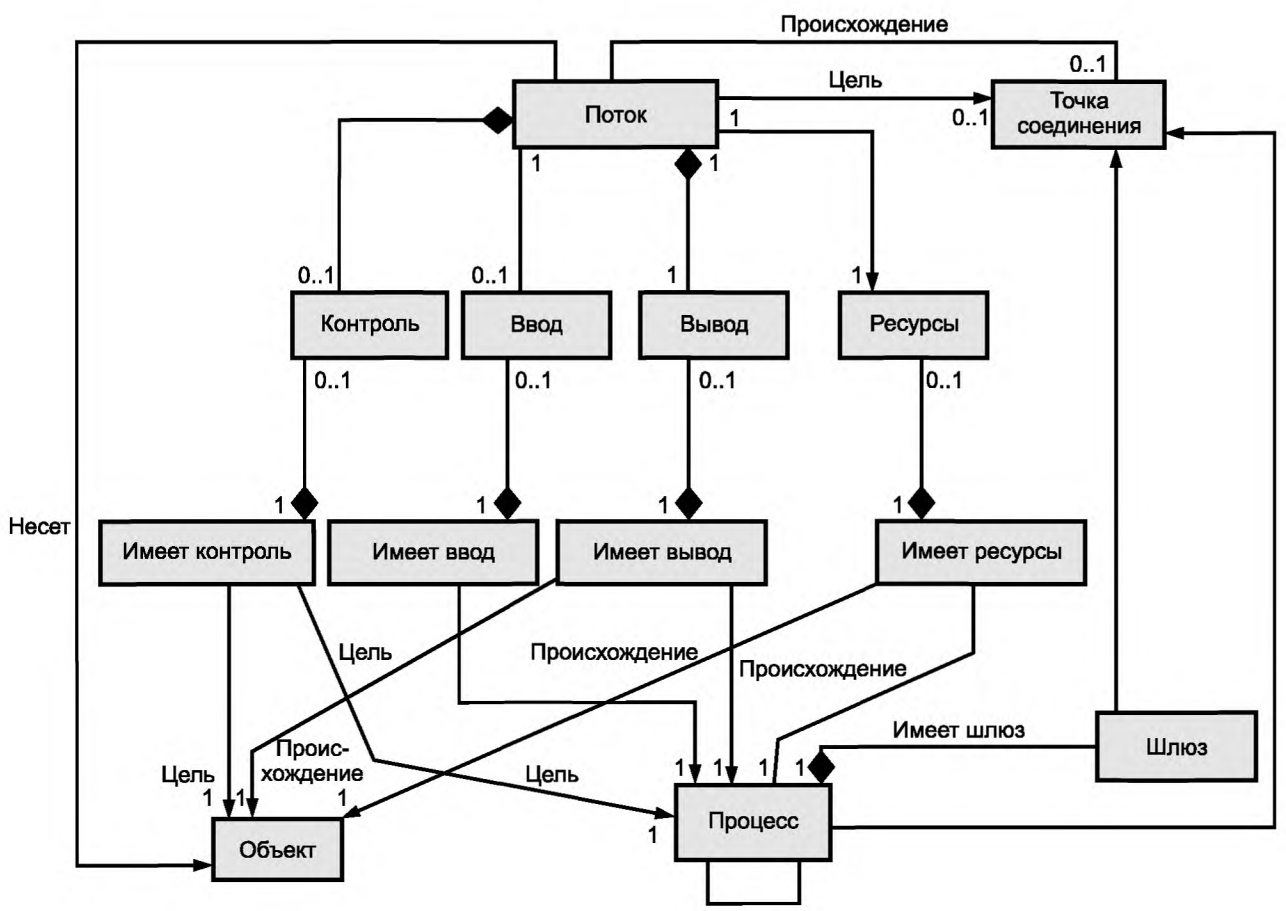 Происхождение
0..1
Цель
Поток
1
0..1
Точка
соединения
1
1
0..1
0..1
1
1
Контроль
Ввод
Вывод
Ресурсы
0..1
0..1
0..1
0..1
1
1
1
1
Несет
Имеет контроль
Имеет ввод
Имеет вывод
Имеет ресурсы
Цель
Происхождение
Происхождение
Имеет шлюз
Шлюз
Проис-
хождение
Цель
Цель
1
1
1
1
1
1
1
1
Процесс
Объект